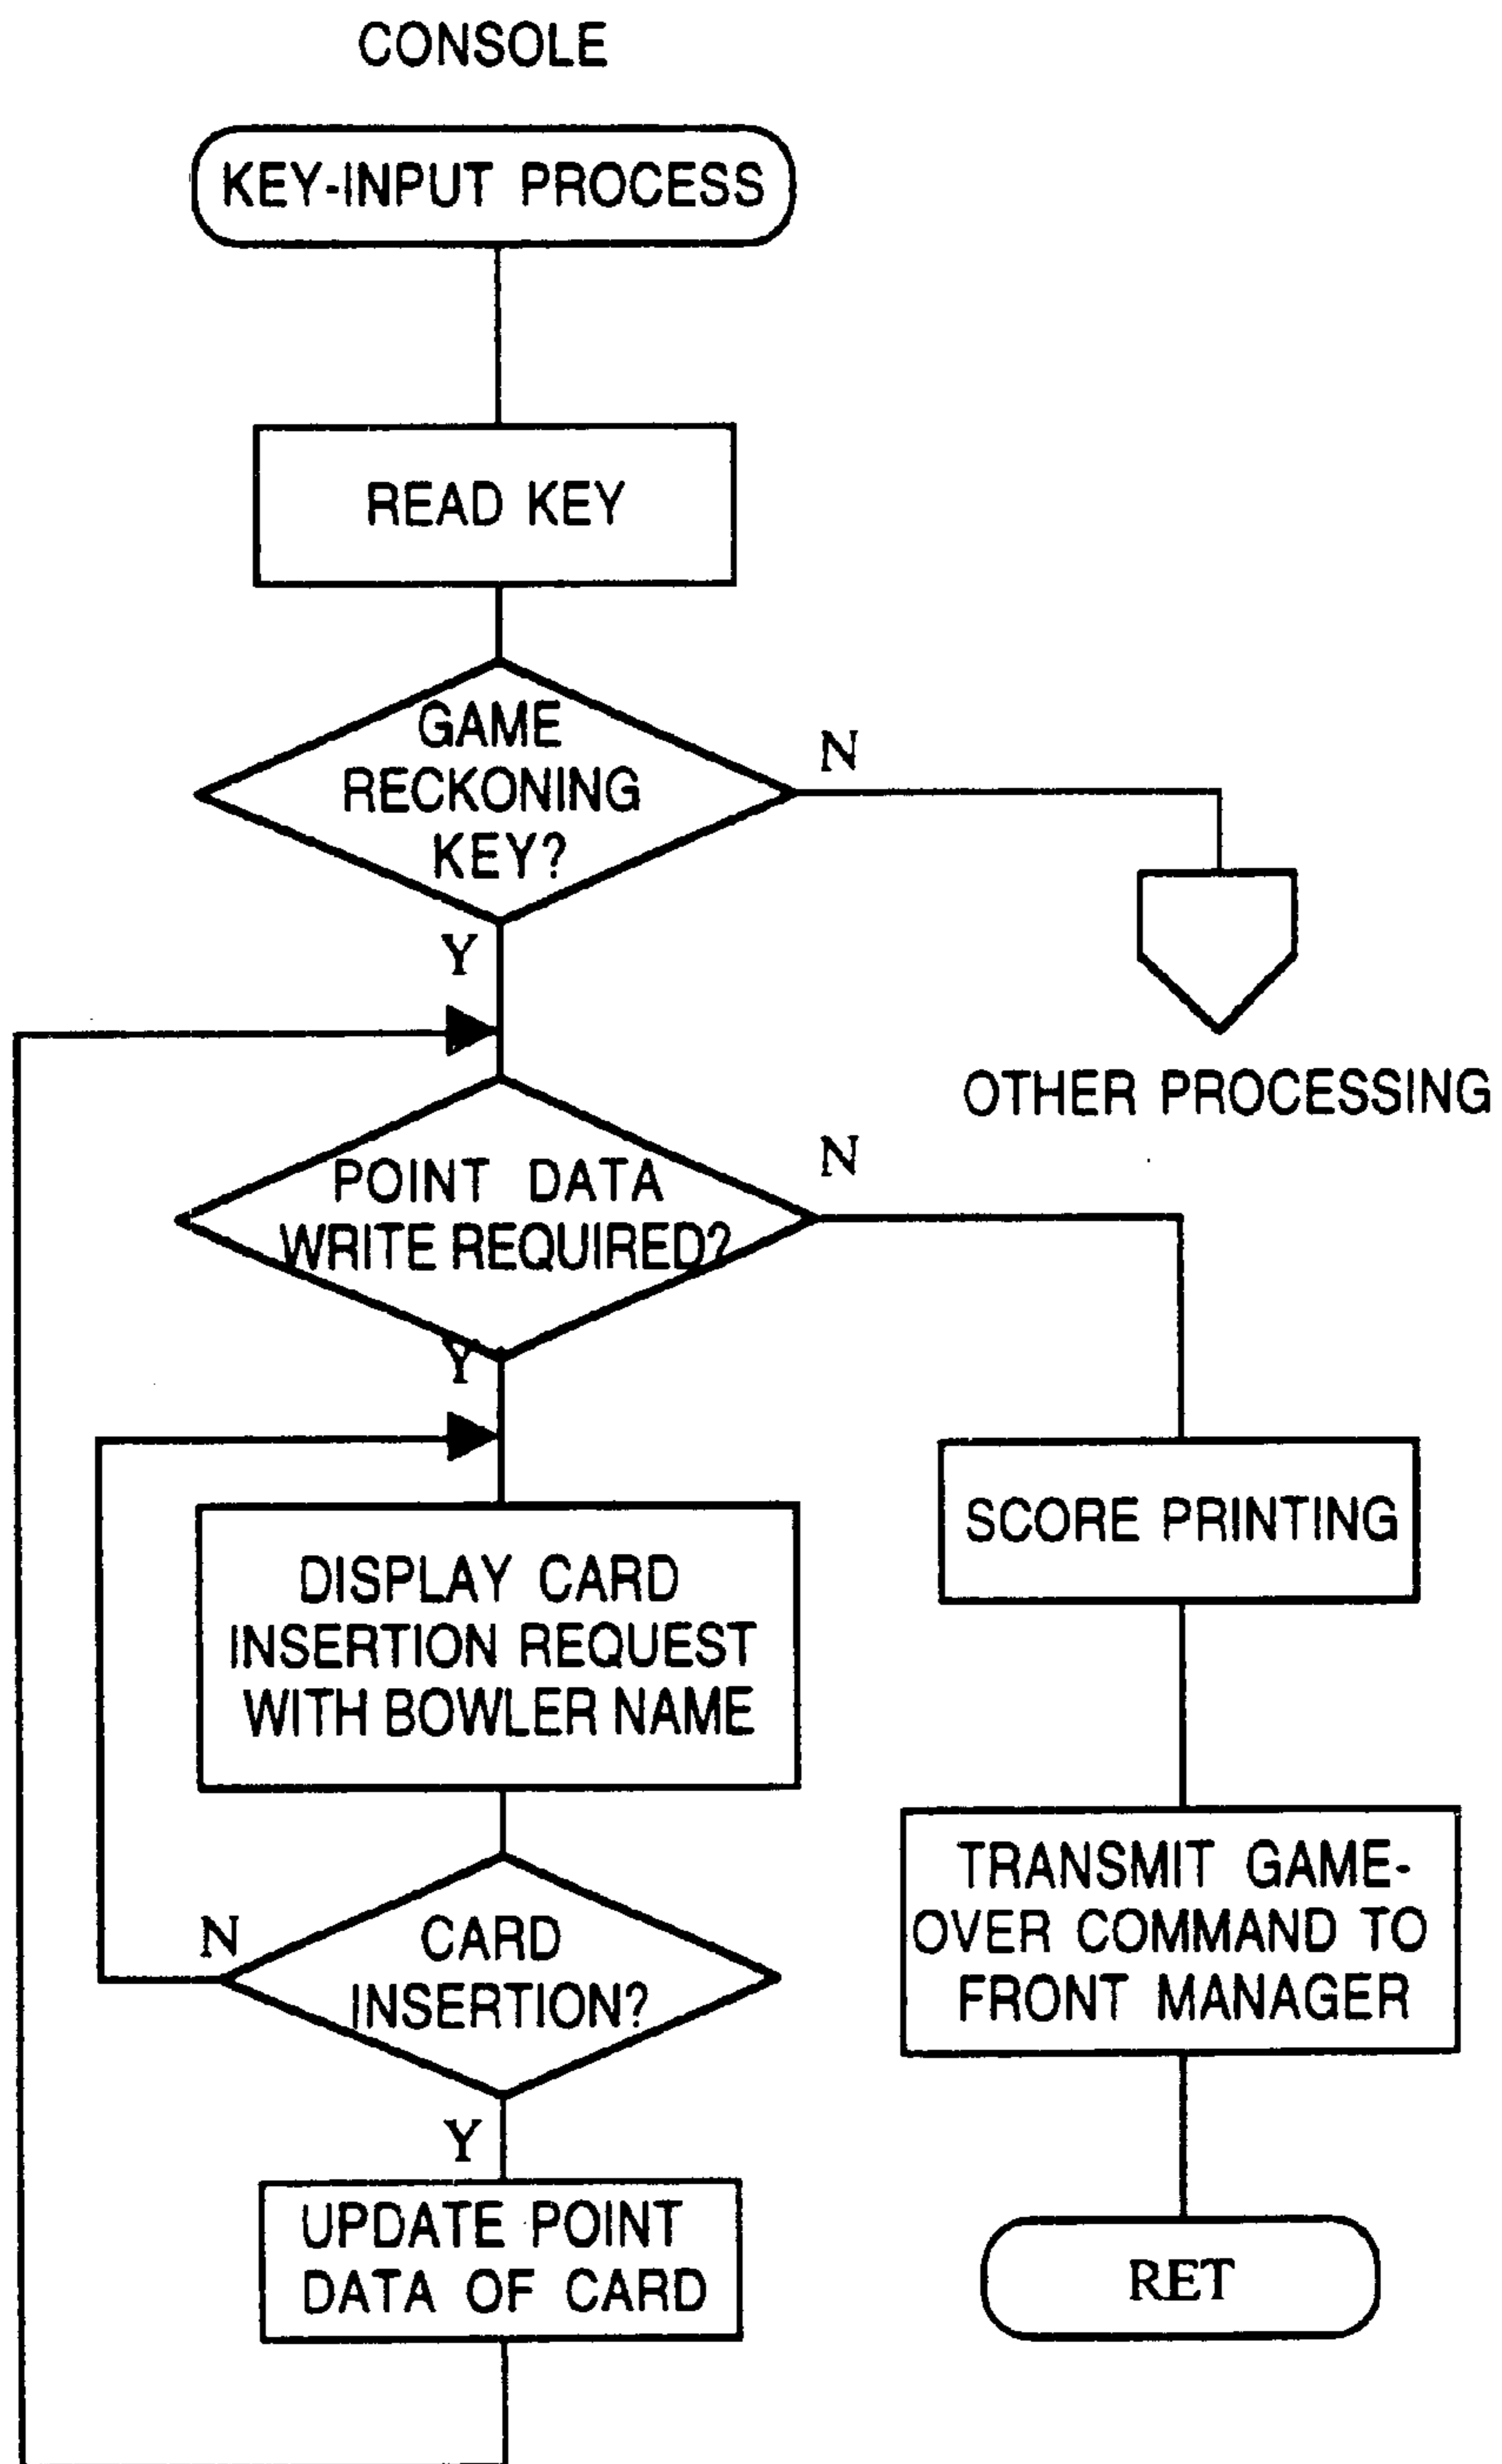 CONSOLE
KEY-INPUT PROCESS
READ KEY
GAME
RECKONING
KEY?
N
Y
OTHER PROCESSING
POINT DATA
WRITE REQUIRED?
N
Y
DISPLAY CARD
INSERTION REQUEST
WITH BOWLER NAME
SCORE PRINTING
CARD
INSERTION?
N
Y
TRANSMIT GAME-
OVER COMMAND TO
FRONT MANAGER
UPDATE POINT
DATA OF CARD
RET